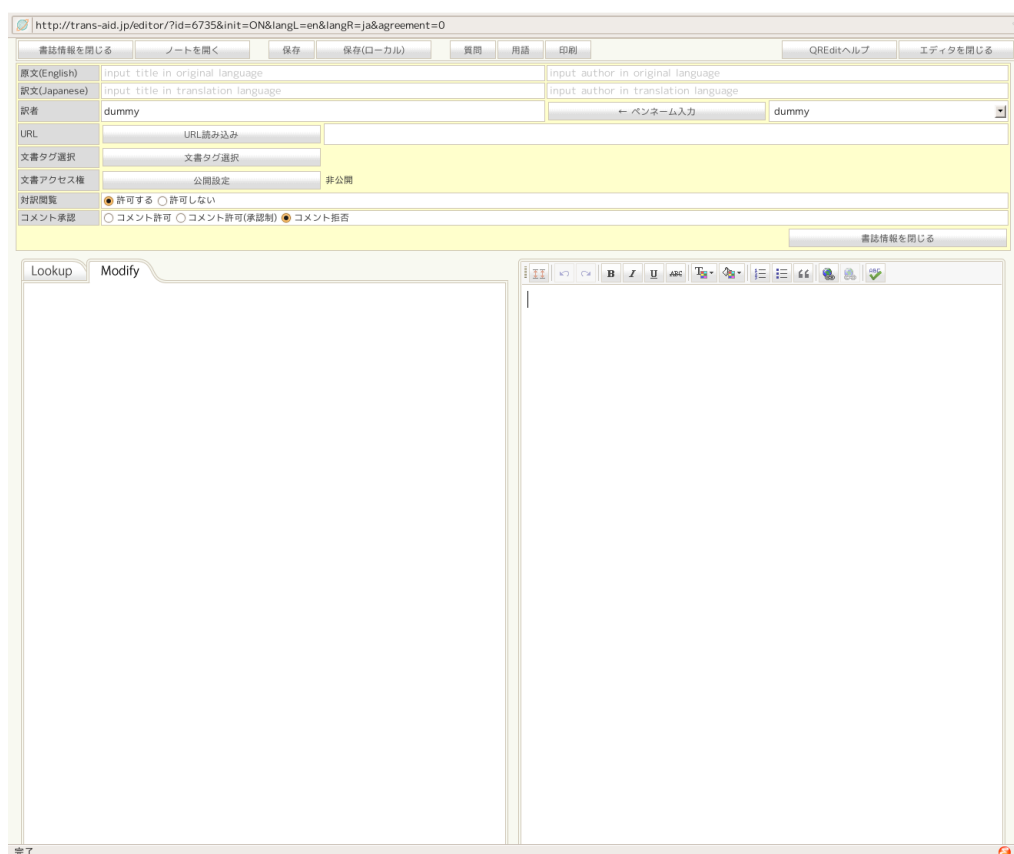 http://trans-aid.jp/editor/?id=6735&init=ON&langL=en&langR=ja&agreement=0
書誌情報を閉じる ノートを開く 保存 保存(ローカル) 質問 用語 印刷 QREditヘルプ エディタを閉じる
原文(English) input title in original language input author in original language
訳文(Japanese) input title in translation language input author in translation language
訳者 dummy ← ペンネーム入力 dummy
URL URL読み込み
文書タグ選択 文書タグ選択
文書アクセス権 公開設定 非公開
対訳閲覧 許可する 許可しない
コメント承認 コメント許可 コメント許可(承認制) コメント拒否
書誌情報を閉じる
Lookup Modify
B I U ABC T
完了